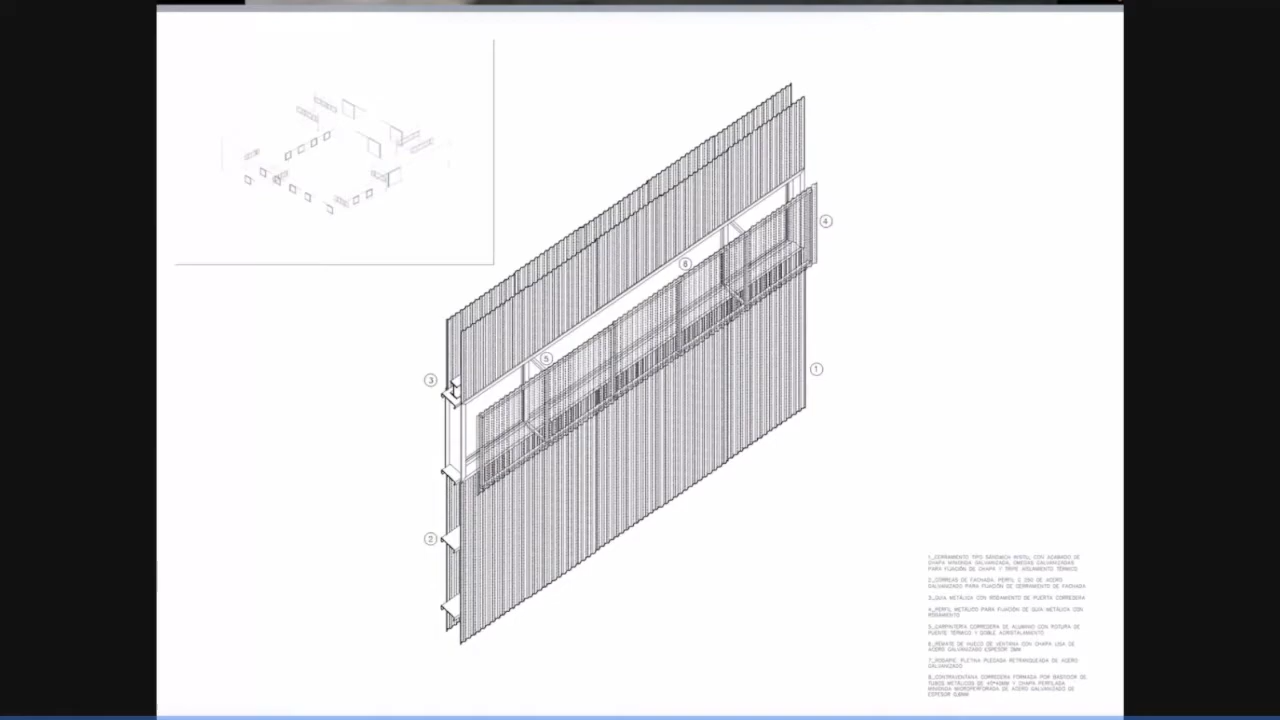 4
6
5
3
1
2
1_CERRAMIENTO TIPO SÁNDWICH INSITU, CON ACABADO DE
CHAPA MINIONDA GALVANIZADA, OMEGAS GALVANIZADAS
PARA FIJACIÓN DE CHAPA Y TRIPE AISLAMIENTO TÉRMICO
2_CORREAS DE FACHADA. PERFIL C 250 DE ACERO
GALVANIZADO PARA FIJACIÓN DE CERRAMIENTO DE FACHADA
3_GUIA METÁLICA CON RODAMIENTO DE PUERTA CORREDERA
4_PERFIL METÁLICO PARA FIJACIÓN DE GUIA METÁLICA CON
RODAMIENTO
5_CARPINTERÍA CORREDERA DE ALUMINIO CON ROTURA DE
PUENTE TÉRMICO Y DOBLE ACRISTALAMIENTO
6_REMATE DE HUECO DE VENTANA CON CHAPA LISA DE
ACERO GALVANIZADO ESPESOR 2MM
7_RODAPIE. PLETINA PLEGADA RETRANQUEADA DE ACERO
GALVANIZADO
8_CONTRAVENTANA CORREDERA FORMADA POR BASTIDOR DE
TUBOS METÁLICOS DE 40*40MM Y CHAPA PERFILADA
MINIONDA MICROPERFORADA DE ACERO GALVANIZADO DE
ESPESOR 0,8MM